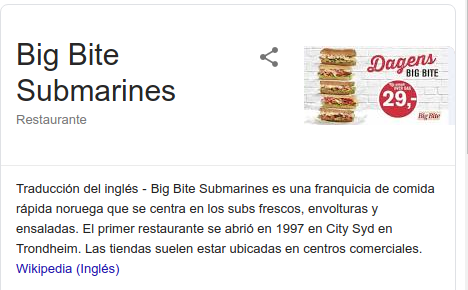 Big Bite
Submarines
Restaurante
Dagens
BIG BITE
29,-
Big Bite
Traducción del inglés - Big Bite Submarines es una franquicia de comida
rápida noruega que se centra en los subs frescos, envolturas y
ensaladas. El primer restaurante se abrió en 1997 en City Syd en
Trondheim. Las tiendas suelen estar ubicadas en centros comerciales.
Wikipedia (Inglés)